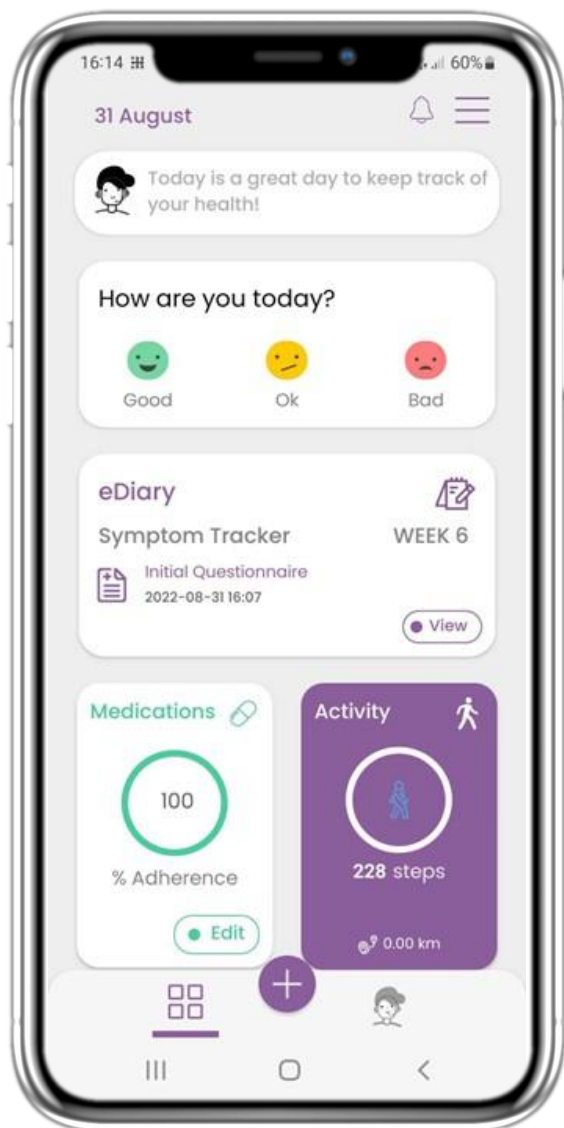 16:14
60%
31 August
Today is a great day to keep track of
your health!
How are you today?
Good Ok Bad
eDiary
Symptom Tracker WEEK 6
Initial Questionnaire
2022-08-31 16:07
View
Medications
100
% Adherence
Edit
Activity
228 steps
0.00 km